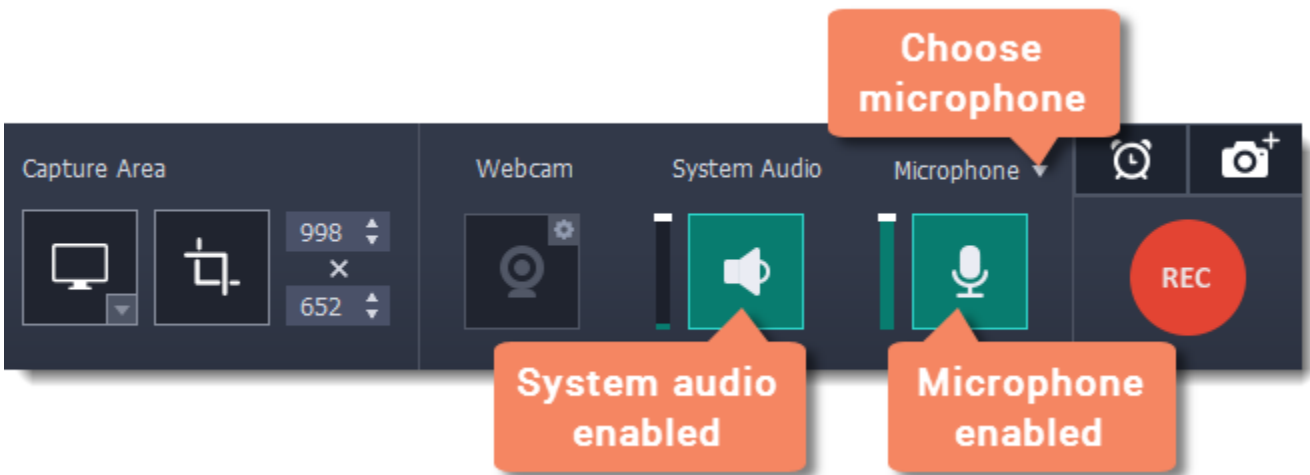 Choose
microphone
Capture Area
Webcam
System Audio
Microphone
998
×
652
REC
System audio
enabled
Microphone
enabled